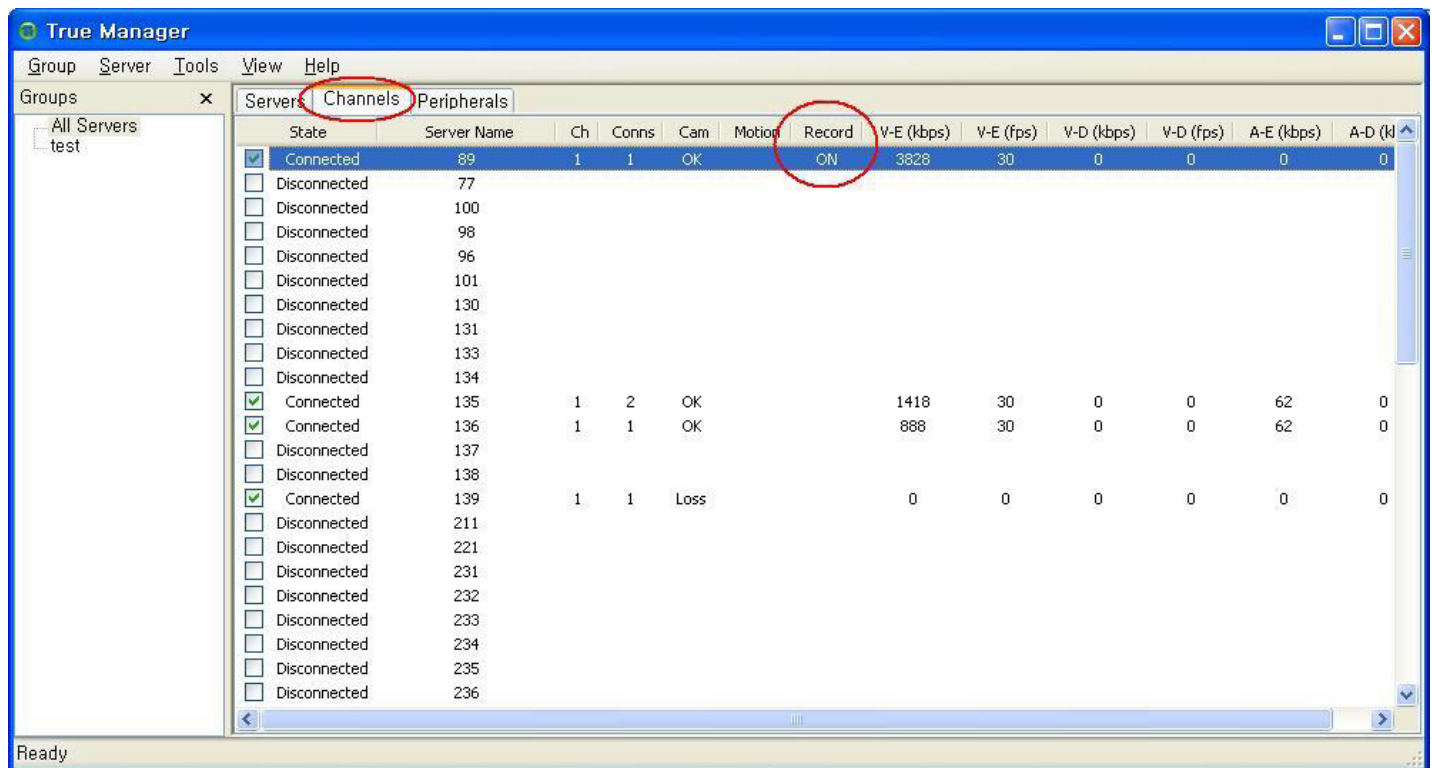 True Manager
Group Server Tools View Help
Groups
All Servers
test
Servers Channels Peripherals
State Server Name Ch Conns Cam Motion Record V-E (kbps) V-E (fps) V-D (kbps) V-D (fps) A-E (kbps) A-D (kl
Connected 89 1 1 OK ON 3828 30 0 0 0 0
Disconnected 77
Disconnected 100
Disconnected 98
Disconnected 96
Disconnected 101
Disconnected 130
Disconnected 131
Disconnected 133
Disconnected 134
Connected 135 1 2 OK 1418 30 0 0 62 0
Connected 136 1 1 OK 888 30 0 0 62 0
Disconnected 137
Disconnected 138
Connected 139 1 1 Loss 0 0 0 0 0 0
Disconnected 211
Disconnected 221
Disconnected 231
Disconnected 232
Disconnected 233
Disconnected 234
Disconnected 235
Disconnected 236
Ready